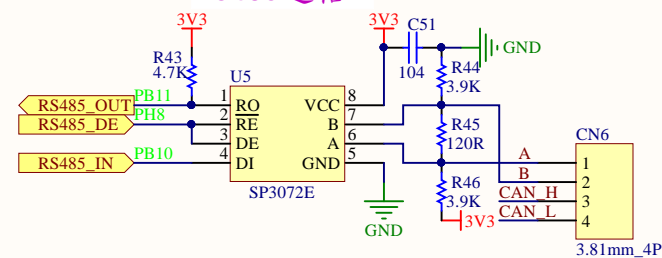 3V3
3V3
C51
GND
R43
4.7K
104
R44
3.9K
U5
RS485_OUT PB11 1 RO VCC 8
RS485_DE PH8 2 RE B 7
3 DE A 6
RS485_IN PB10 4 DI GND 5
SP3072E
R45
120R
R46
3.9K
3V3
GND
CN6
A 1
B 2
CAN_H 3
CAN_L 4
3.81mm_4P